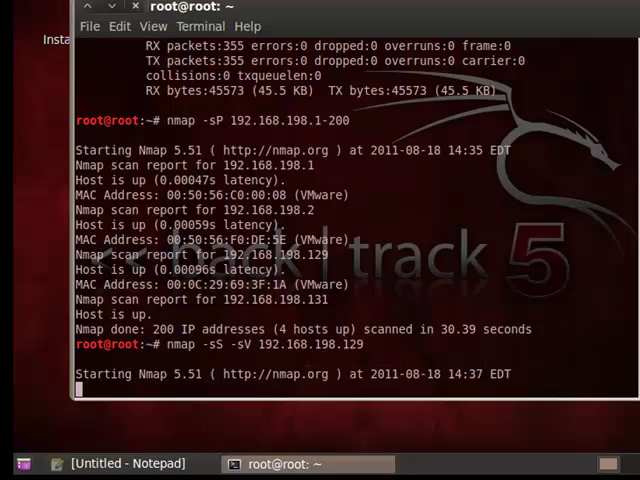 root@root: ~
File Edit View Terminal Help
Insta
RX packets:355 errors:0 dropped:0 overruns:0 frame:0
TX packets:355 errors:0 dropped:0 overruns:0 carrier:0
collisions:0 txqueuelen:0
RX bytes:45573 (45.5 KB)  TX bytes:45573 (45.5 KB)
root@root:~# nmap -sP 192.168.198.1-200
Starting Nmap 5.51 ( http://nmap.org ) at 2011-08-18 14:35 EDT
Nmap scan report for 192.168.198.1
Host is up (0.00047s latency).
MAC Address: 00:50:56:C0:00:08 (VMware)
Nmap scan report for 192.168.198.2
Host is up (0.00059s latency).
MAC Address: 00:50:56:F0:DE:5E (VMware)
Nmap scan report for 192.168.198.129
Host is up (0.00096s latency).
MAC Address: 00:0C:29:69:3F:1A (VMware)
Nmap scan report for 192.168.198.131
Host is up.
Nmap done: 200 IP addresses (4 hosts up) scanned in 30.39 seconds
root@root:~# nmap -sS -sV 192.168.198.129
Starting Nmap 5.51 ( http://nmap.org ) at 2011-08-18 14:37 EDT
<< back | track 5
[Untitled - Notepad]
root@root: ~